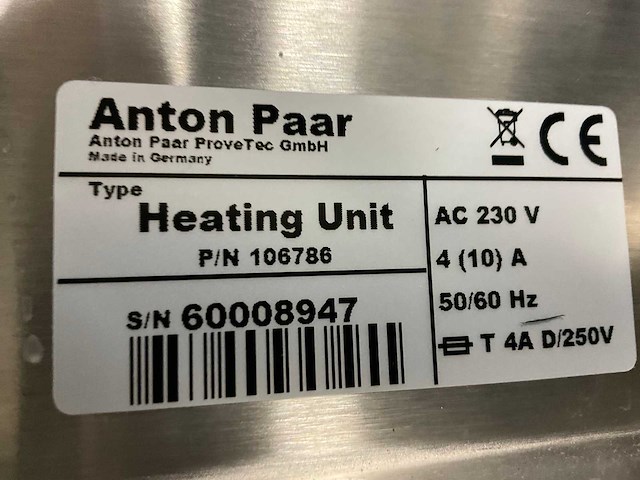 Anton Paar
Anton Paar ProveTec GmbH
Made in Germany
CE
Type
Heating Unit
P/N 106786
S/N 60008947
AC 230 V
4 (10) A
50/60 Hz
T 4A D/250V